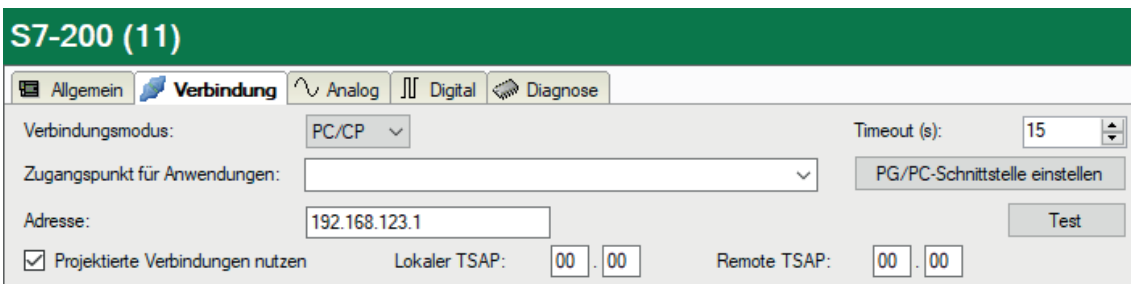 S7-200 (11)
Allgemein Verbindung Analog Digital Diagnose
Verbindungsmodus: PC/CP Timeout (s): 15
Zugangspunkt für Anwendungen: PG/PC-Schnittstelle einstellen
Adresse: 192.168.123.1 Test
Projektierte Verbindungen nutzen Lokaler TSAP: 00 . 00 Remote TSAP: 00 . 00